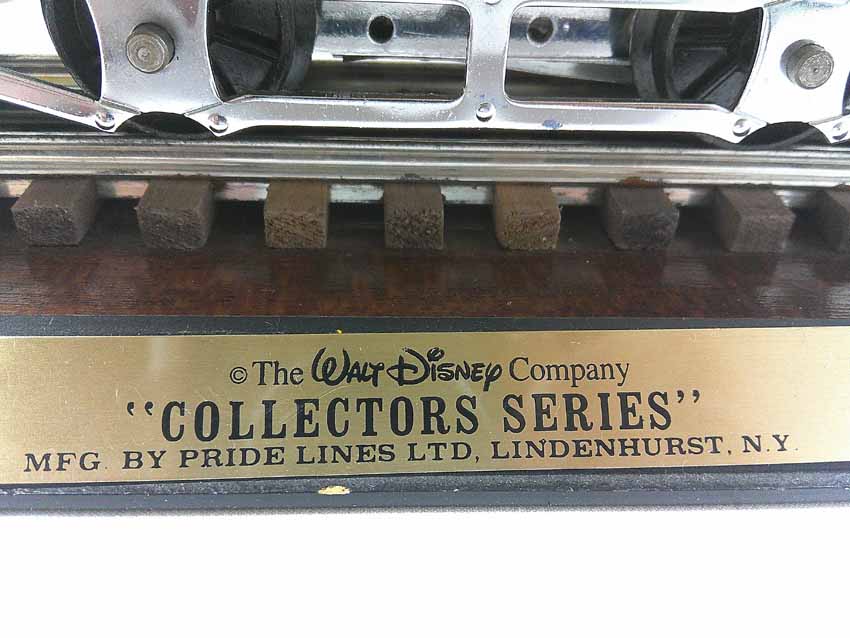 © The Walt Disney Company
“COLLECTORS SERIES”
MFG. BY PRIDE LINES LTD, LINDENHURST, N.Y.